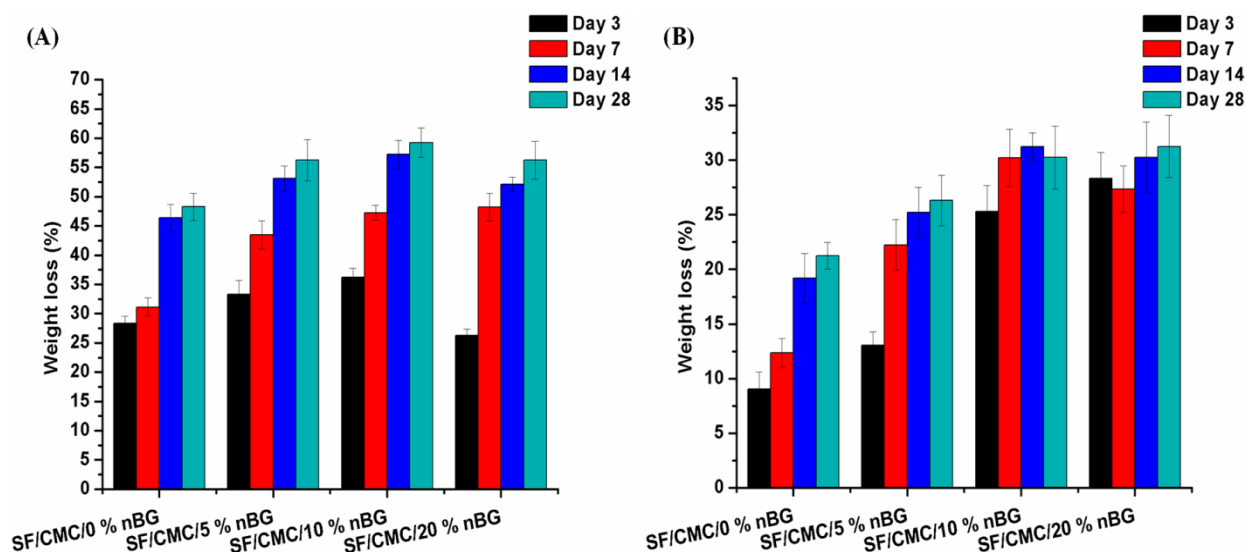 (A)
Day 3
Day 7
Day 14
Day 28
70
65
60
55
50
45
40
35
30
25
20
15
10
5
0
Weight loss (%)
SF/CMC/0 % nBG
SF/CMC/5 % nBG
SF/CMC/10 % nBG
SF/CMC/20 % nBG
(B)
Day 3
Day 7
Day 14
Day 28
35
30
25
20
15
10
5
0
Weight loss (%)
SF/CMC/0 % nBG
SF/CMC/5 % nBG
SF/CMC/10 % nBG
SF/CMC/20 % nBG